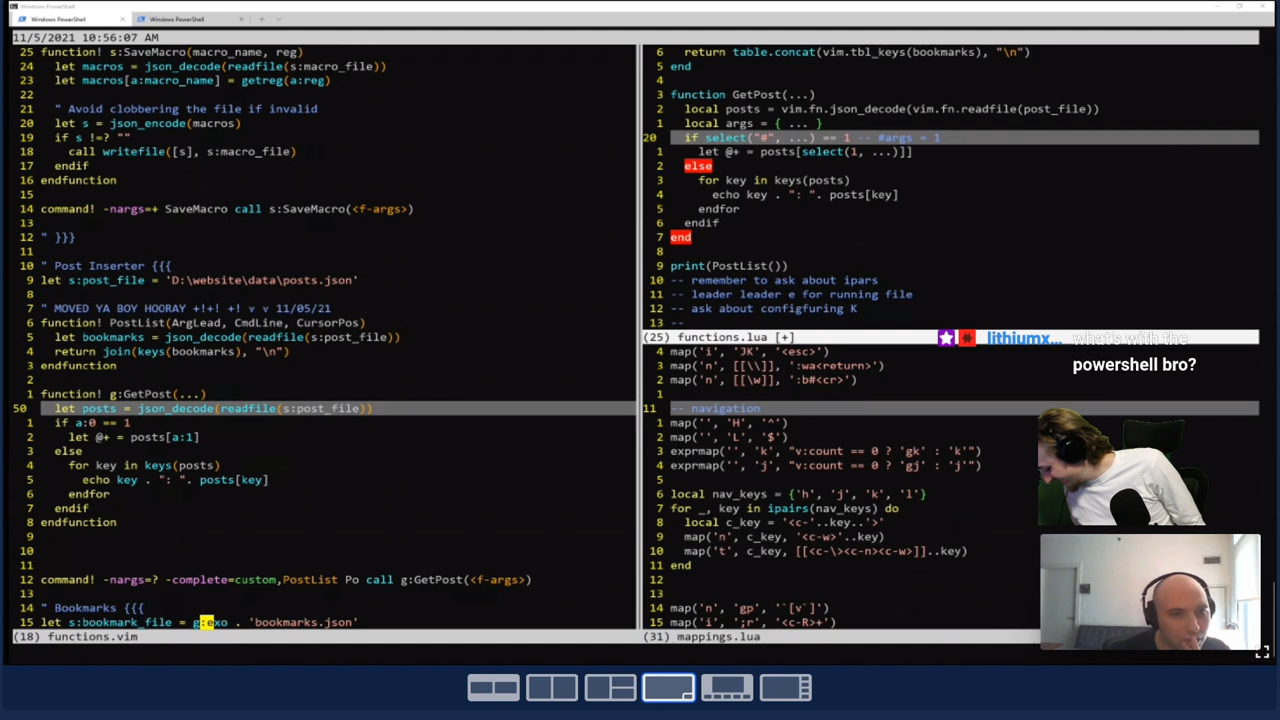 Windows PowerShell
Windows PowerShell
11/5/2021 10:56:07 AM
25 function! s:SaveMacro(macro_name, reg)
24 let macros = json_decode(readfile(s:macro_file))
23 let macros[a:macro_name] = getreg(a:reg)
22
21 " Avoid clobbering the file if invalid
20 let s = json_encode(macros)
19 if s !=? ""
18 call writefile([s], s:macro_file)
17 endif
16 endfunction
15
14 command! -nargs=+ SaveMacro call s:SaveMacro(<f-args>)
13
12 " }}}
11
10 " Post Inserter {{{
9 let s:post_file = 'D:\website\data\posts.json'
8
7 " MOVED YA BOY HOORAY +!+! +! v v 11/05/21
6 function! PostList(ArgLead, CmdLine, CursorPos)
5 let bookmarks = json_decode(readfile(s:post_file))
4 return join(keys(bookmarks), "\n")
3 endfunction
2
1 function! g:GetPost(...)
50 let posts = json_decode(readfile(s:post_file))
1 if a:0 == 1
2 let @+ = posts[a:1]
3 else
4 for key in keys(posts)
5 echo key . ": ". posts[key]
6 endfor
7 endif
8 endfunction
9
10
11
12 command! -nargs=? -complete=custom,PostList Po call g:GetPost(<f-args>)
13
14 " Bookmarks {{{
15 let s:bookmark_file = g:exo . 'bookmarks.json'
(18) functions.vim
6 return table.concat(vim.tbl_keys(bookmarks), "\n")
5 end
4
3 function GetPost(...)
2 local posts = vim.fn.json_decode(vim.fn.readfile(post_file))
1 local args = { ... }
20 if select("#", ...) == 1 -- #args = 1
1 let @+ = posts[select(1, ...)]]
2 else
3 for key in keys(posts)
4 echo key . ": ". posts[key]
5 endfor
6 endif
7 end
8
9 print(PostList())
10 -- remember to ask about ipars
11 -- leader leader e for running file
12 -- ask about configfuring K
13 --
(25) functions.lua [+]
lithiumx... what's with the
powershell bro?
4 map('i', 'JK', '<esc>')
3 map('n', [[\\]], ':wa<return>')
2 map('n', [[\w]], ':b#<cr>')
1
11 -- navigation
1 map('', 'H', '^')
2 map('', 'L', '$')
3 exprmap('', 'k', "v:count == 0 ? 'gk' : 'k'")
4 exprmap('', 'j', "v:count == 0 ? 'gj' : 'j'")
5
6 local nav_keys = {'h', 'j', 'k', 'l'}
7 for _, key in ipairs(nav_keys) do
8 local c_key = '<c-'..key..'>'
9 map('n', c_key, '<c-w>'..key)
10 map('t', c_key, [[<c-\><c-n><c-w>]]..key)
11 end
12
13
14 map('n', 'gp', '`[v`]')
15 map('i', ';r', '<c-R>+')
(31) mappings.lua